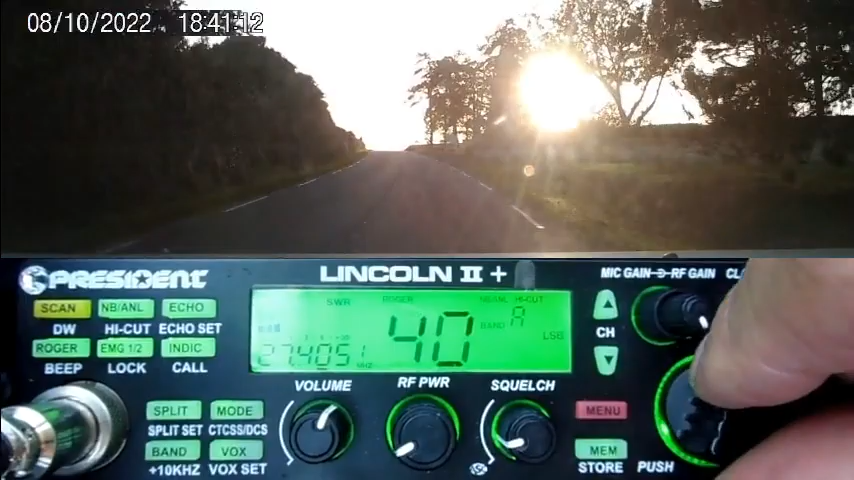 08/10/2022 18:41:12
PRESIDENT
LINCOLN II +
MIC GAIN RF GAIN
SCAN NB/ANL ECHO
DW HI-CUT ECHO SET
ROGER EMG 1/2 INDIC
BEEP LOCK CALL
SWR ROGER NB/ANL HI-CUT
40 BAND A LSB
27.4051 MHz
CH
VOLUME RF PWR SQUELCH
SPLIT MODE
SPLIT SET CTCSS/DCS
BAND VOX
+10KHZ VOX SET
MENU
MEM
STORE PUSH